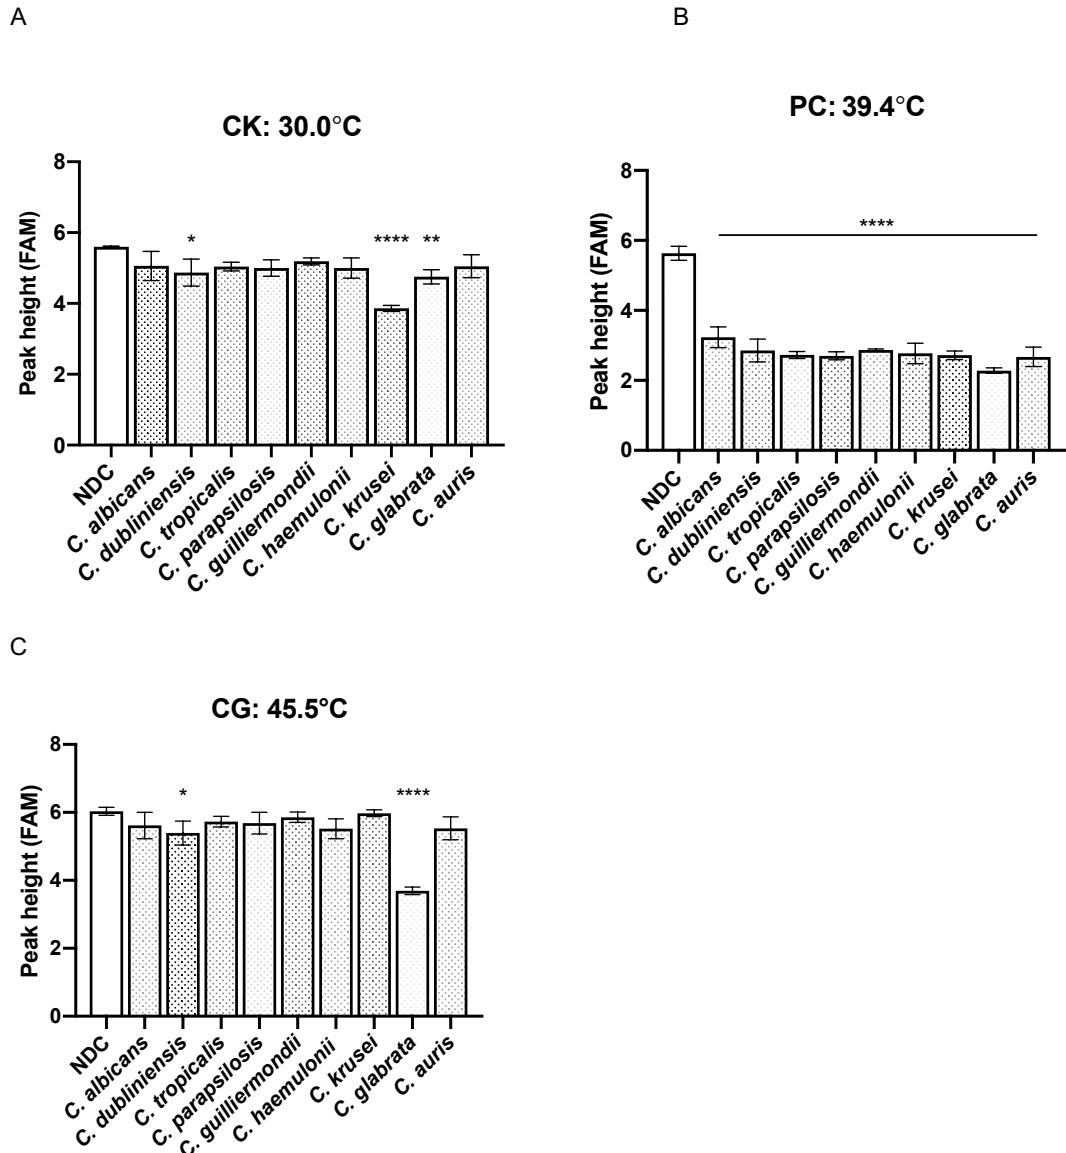 A
CK: 30.0°C
Peak height (FAM)
8
6
4
2
0
*
****
**
NDC
C. albicans
C. dubliniensis
C. tropicalis
C. parapsilosis
C. guilliermondii
C. haemulonii
C. krusei
C. glabrata
C. auris
B
PC: 39.4°C
Peak height (FAM)
8
6
4
2
0
****
NDC
C. albicans
C. dubliniensis
C. tropicalis
C. parapsilosis
C. guilliermondii
C. haemulonii
C. krusei
C. glabrata
C. auris
C
CG: 45.5°C
Peak height (FAM)
8
6
4
2
0
*
****
NDC
C. albicans
C. dubliniensis
C. tropicalis
C. parapsilosis
C. guilliermondii
C. haemulonii
C. krusei
C. glabrata
C. auris